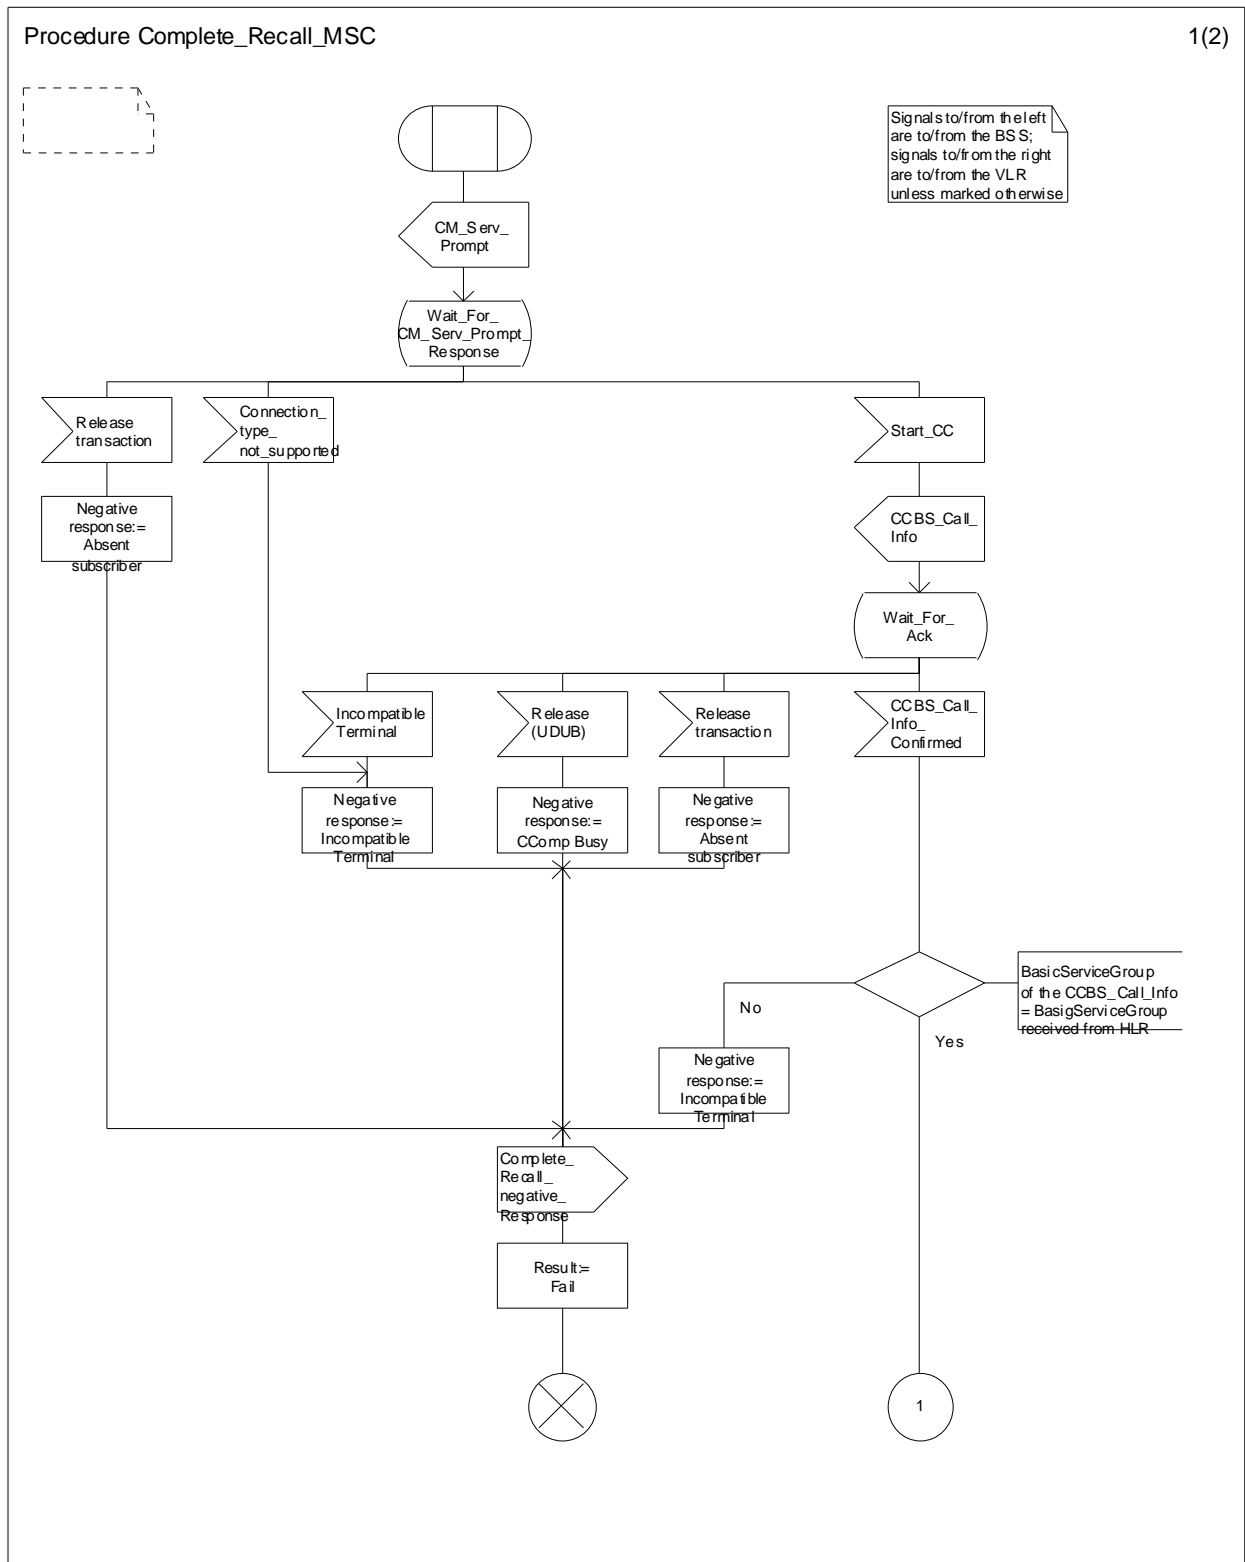 Procedure Complete_Recall_MSC
1(2)
Signals to/from the left
are to/from the BSS;
signals to/from the right
are to/from the VLR
unless marked otherwise
CM_Serv_
Prompt
Wait_For_
CM_Serv_Prompt_
Response
Release
transaction
Connection_
type_
not_supported
Start_CC
Negative
response:=
Absent
subscriber
CCBS_Call_
Info
Wait_For_
Ack
Incompatible
Terminal
Release
(UDUB)
Release
transaction
CCBS_Call_
Info_
Confirmed
Negative
response:=
Incompatible
Terminal
Negative
response:=
CComp Busy
Negative
response:=
Absent
subscriber
BasicServiceGroup
of the CCBS_Call_Info
= BasigServiceGroup
received from HLR
No
Yes
Negative
response:=
Incompatible
Terminal
Complete_
Recall_
negative_
Response
Result:=
Fail
1